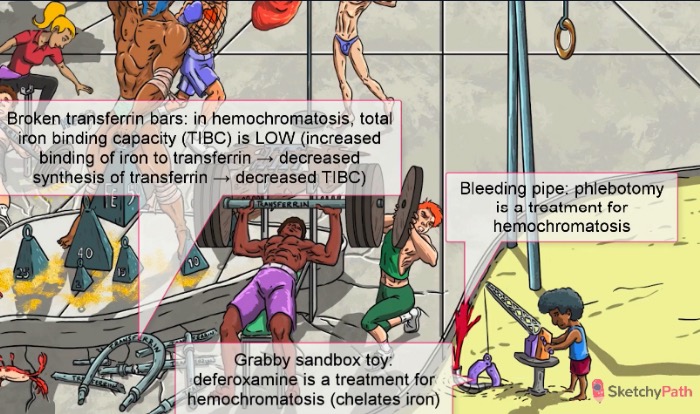 Broken transferrin bars: in hemochromatosis, total
iron binding capacity (TIBC) is LOW (increased
binding of iron to transferrin → decreased
synthesis of transferrin → decreased TIBC)
TRANSFERRIN
Bleeding pipe: phlebotomy
is a treatment for
hemochromatosis
40
10
TRANSFERRIN
Grabby sandbox toy:
deferoxamine is a treatment for
hemochromatosis (chelates iron)
SketchyPath